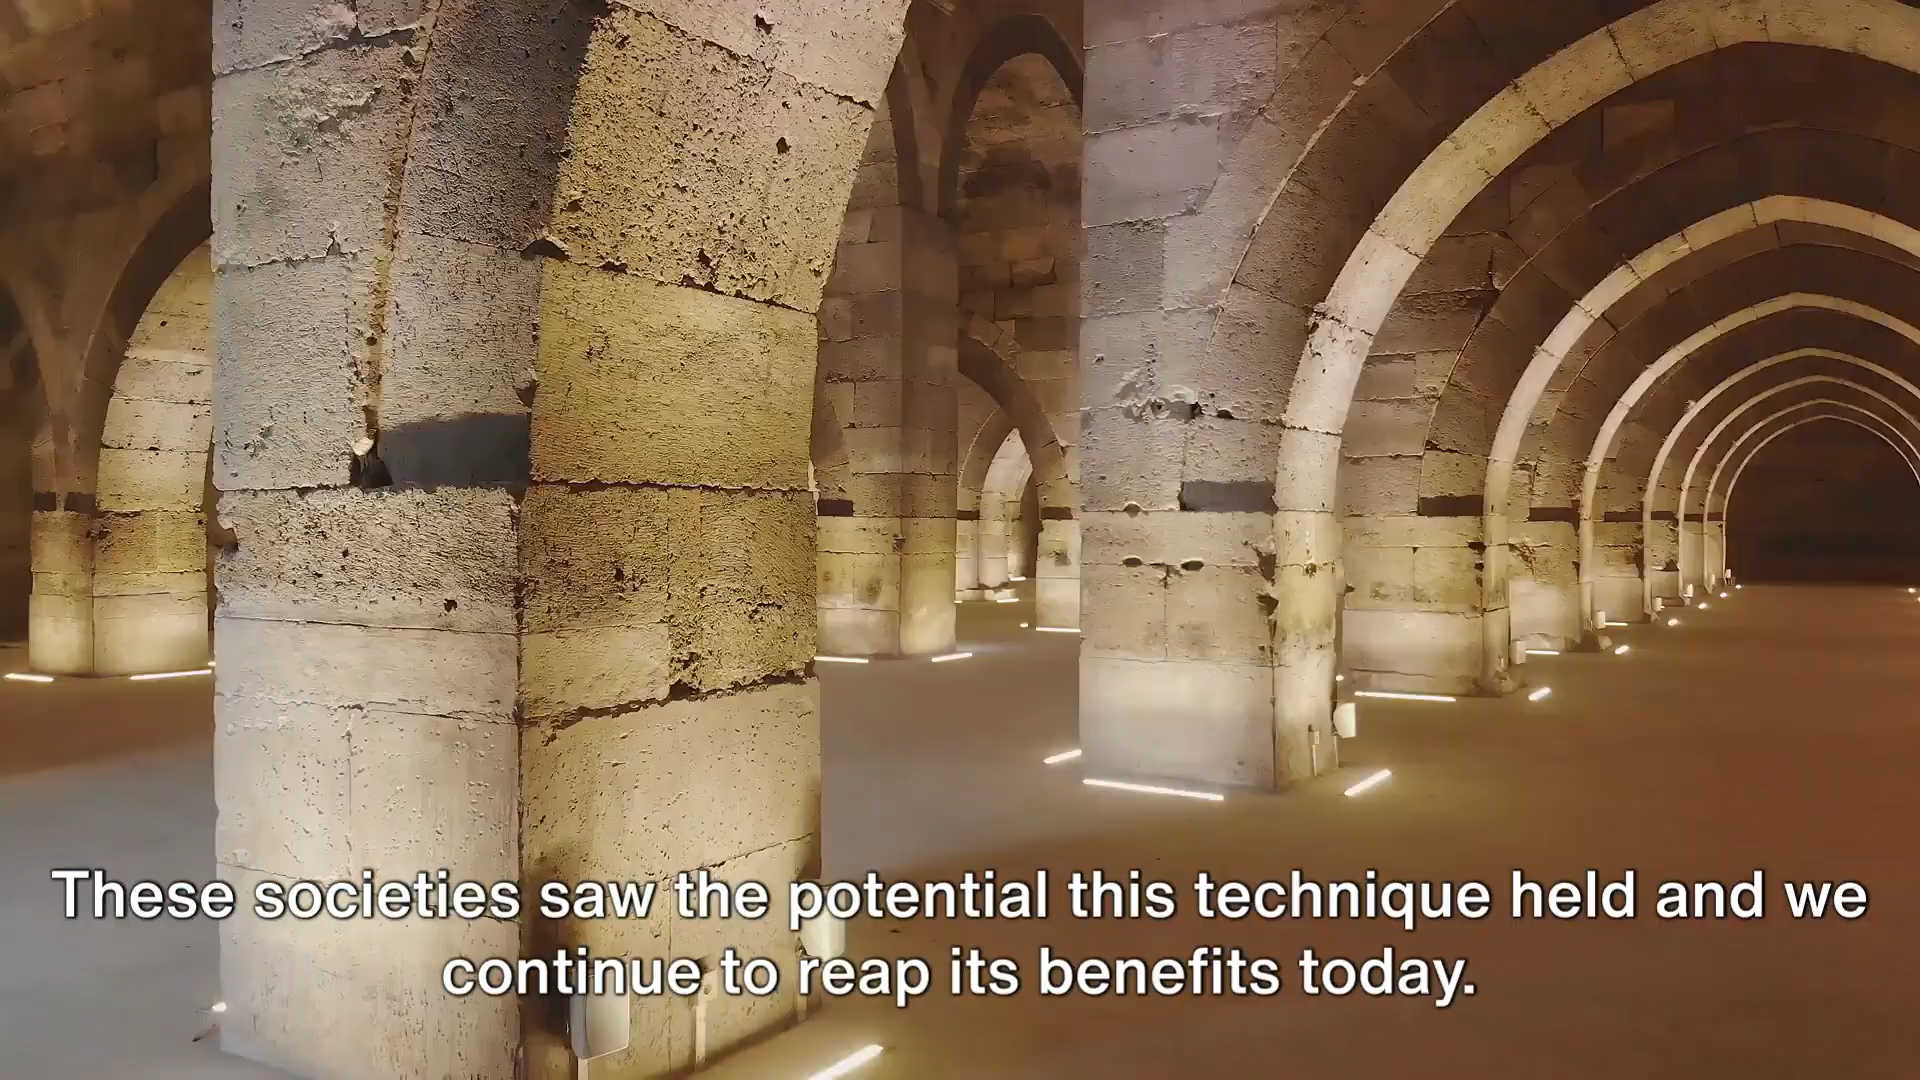 These societies saw the potential this technique held and we
continue to reap its benefits today.